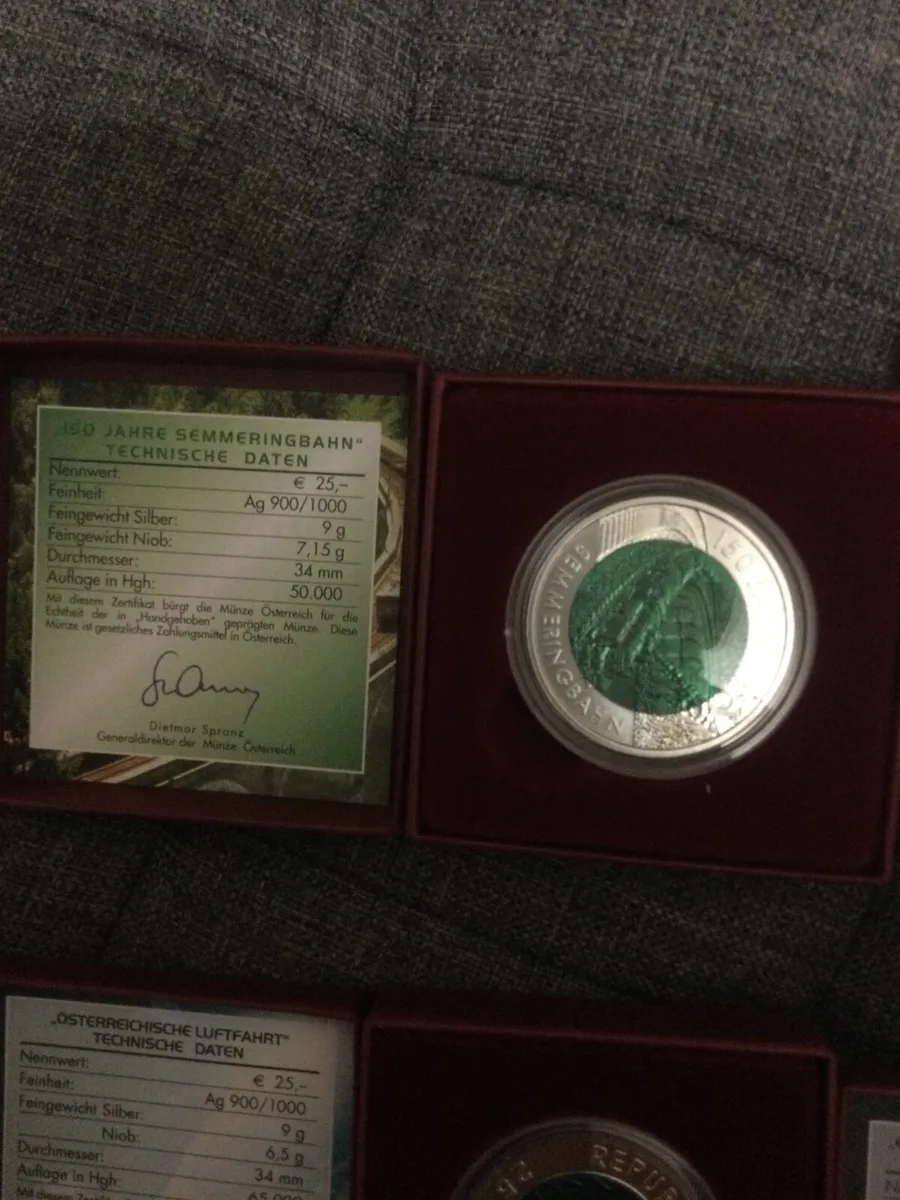 „150 JAHRE SEMMERINGBAHN"
TECHNISCHE DATEN
Nennwert: € 25,–
Feinheit: Ag 900/1000
Feingewicht Silber: 9 g
Feingewicht Niob: 7,15 g
Durchmesser: 34 mm
Auflage in Hgh: 50.000
Mit diesem Zertifikat bürgt die Münze Österreich für die
Echtheit der in „Handgehoben" geprägten Münze. Diese
Münze ist gesetzliches Zahlungsmittel in Österreich.
Dietmar Spranz
Generaldirektor der Münze Österreich
150
SEMMERINGBAHN
„ÖSTERREICHISCHE LUFTFAHRT"
TECHNISCHE DATEN
Nennwert: € 25,–
Feinheit: Ag 900/1000
Feingewicht Silber: 9 g
Niob: 6,5 g
Durchmesser: 34 mm
Auflage in Hgh: 65.000
Mit diesem
REPU